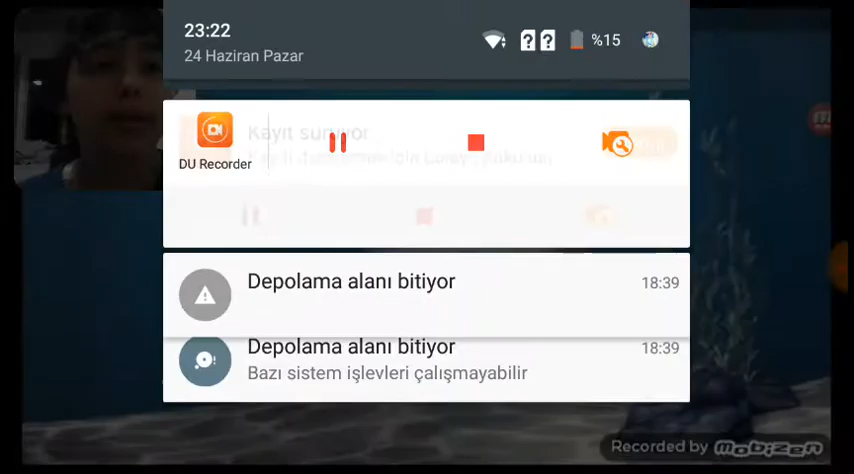 23:22
%15
24 Haziran Pazar
Kayıt sürüyor
DU Recorder
Depolama alanı bitiyor
18:39
Depolama alanı bitiyor
18:39
Bazı sistem işlevleri çalışmayabilir
Recorded by mobizen